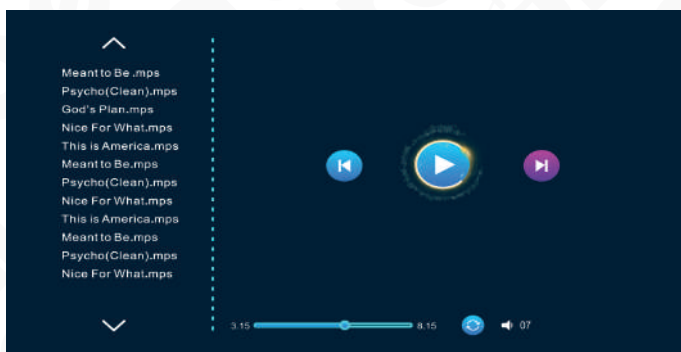 Meant to Be .mps
Psycho(Clean).mps
God's Plan.mps
Nice For What.mps
This is America.mps
Meant to Be.mps
Psycho(Clean).mps
Nice For What.mps
This is America.mps
Meant to Be.mps
Psycho(Clean).mps
Nice For What.mps
3.15 8.15 07